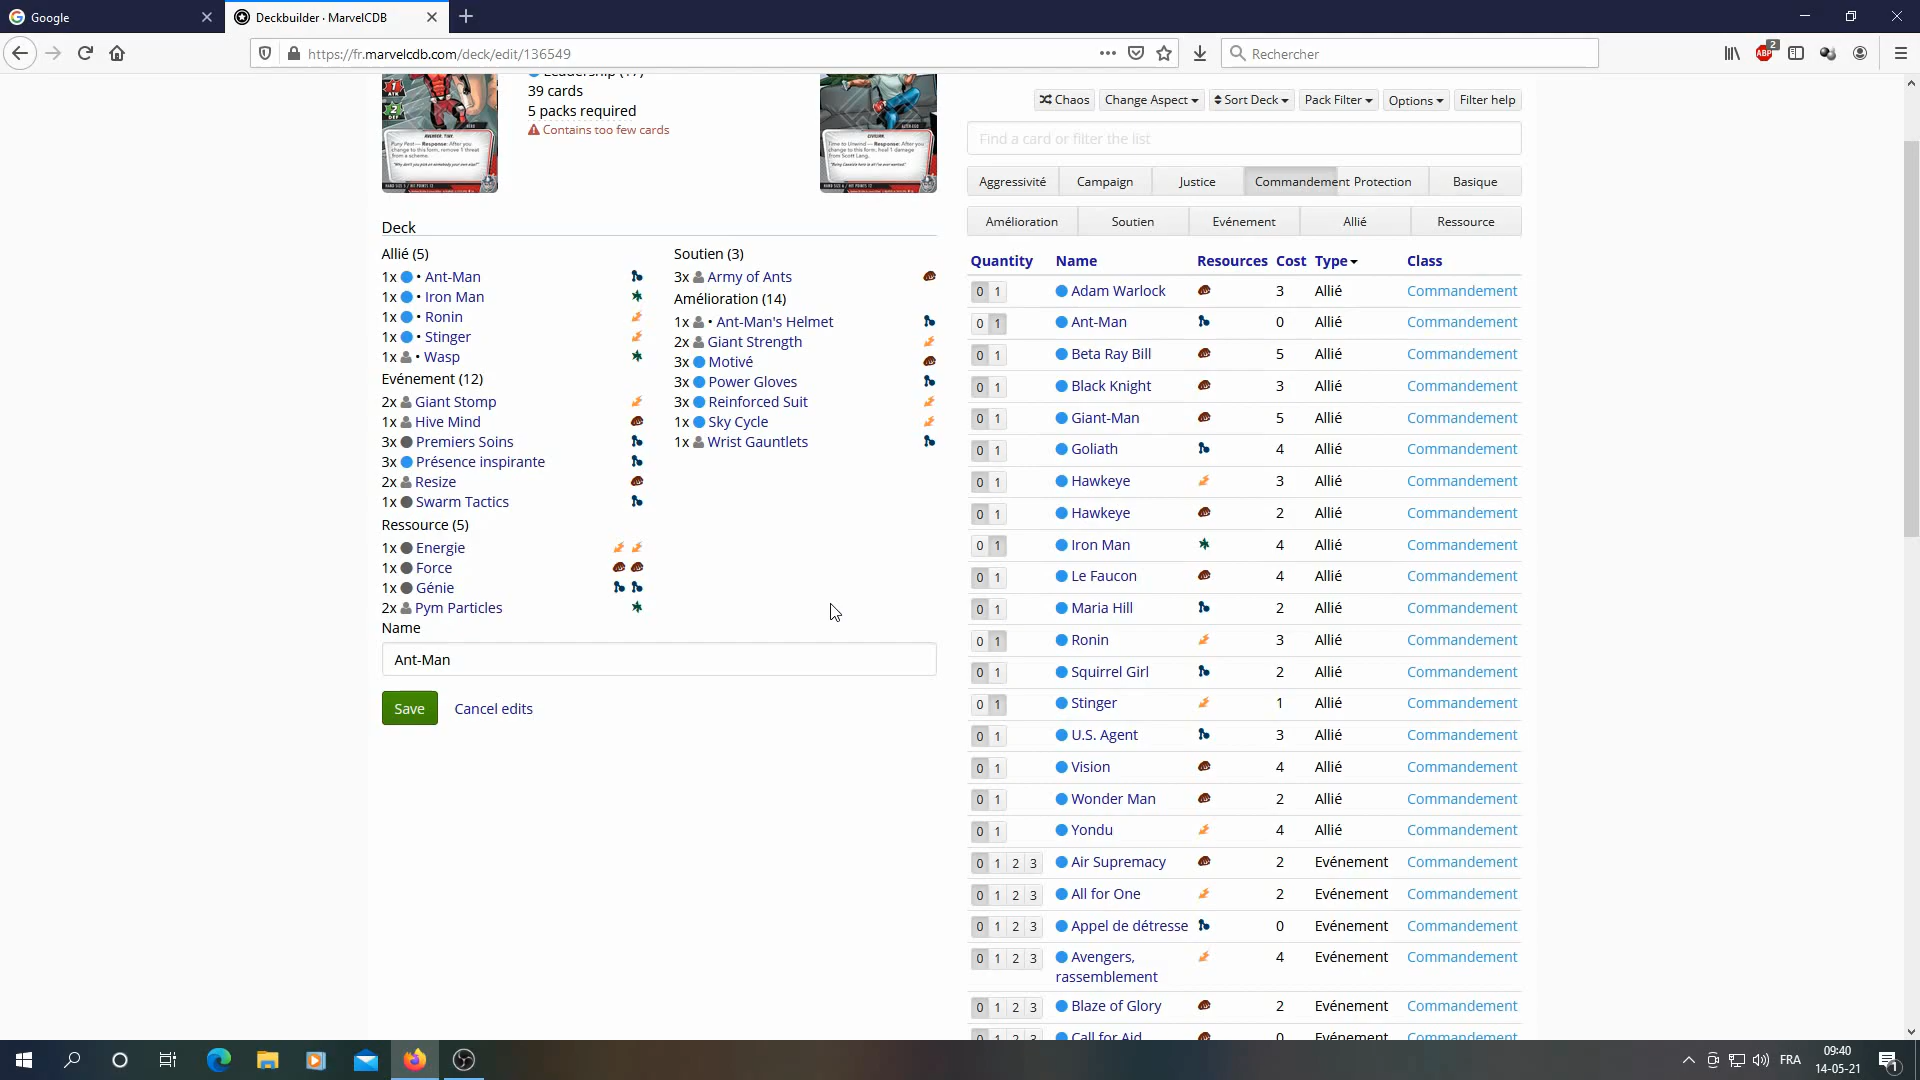 Google
Deckbuilder · MarvelCDB
https://fr.marvelcdb.com/deck/edit/136549
Rechercher
ABP
2
Leadership (17)
39 cards
5 packs required
Contains too few cards
Chaos
Change Aspect
Sort Deck
Pack Filter
Options
Filter help
Find a card or filter the list
Aggressivité
Campaign
Justice
Commandement
Protection
Basique
Amélioration
Soutien
Evénement
Allié
Ressource
Deck
Allié (5)
1x • Ant-Man
1x • Iron Man
1x • Ronin
1x • Stinger
1x • Wasp
Evénement (12)
2x Giant Stomp
1x Hive Mind
3x Premiers Soins
3x Présence inspirante
2x Resize
1x Swarm Tactics
Ressource (5)
1x Energie
1x Force
1x Génie
2x Pym Particles
Soutien (3)
3x Army of Ants
Amélioration (14)
1x • Ant-Man's Helmet
2x Giant Strength
3x Motivé
3x Power Gloves
3x Reinforced Suit
1x Sky Cycle
1x Wrist Gauntlets
Name
Ant-Man
Save
Cancel edits
Quantity Name Resources Cost Type Class
0 1 Adam Warlock 3 Allié Commandement
0 1 Ant-Man 0 Allié Commandement
0 1 Beta Ray Bill 5 Allié Commandement
0 1 Black Knight 3 Allié Commandement
0 1 Giant-Man 5 Allié Commandement
0 1 Goliath 4 Allié Commandement
0 1 Hawkeye 3 Allié Commandement
0 1 Hawkeye 2 Allié Commandement
0 1 Iron Man 4 Allié Commandement
0 1 Le Faucon 4 Allié Commandement
0 1 Maria Hill 2 Allié Commandement
0 1 Ronin 3 Allié Commandement
0 1 Squirrel Girl 2 Allié Commandement
0 1 Stinger 1 Allié Commandement
0 1 U.S. Agent 3 Allié Commandement
0 1 Vision 4 Allié Commandement
0 1 Wonder Man 2 Allié Commandement
0 1 Yondu 4 Allié Commandement
0 1 2 3 Air Supremacy 2 Evénement Commandement
0 1 2 3 All for One 2 Evénement Commandement
0 1 2 3 Appel de détresse 0 Evénement Commandement
0 1 2 3 Avengers, 4 Evénement Commandement
rassemblement
0 1 2 3 Blaze of Glory 2 Evénement Commandement
0 1 2 3 Call for Aid 0 Evénement Commandement
FRA
09:40
14-05-21
1